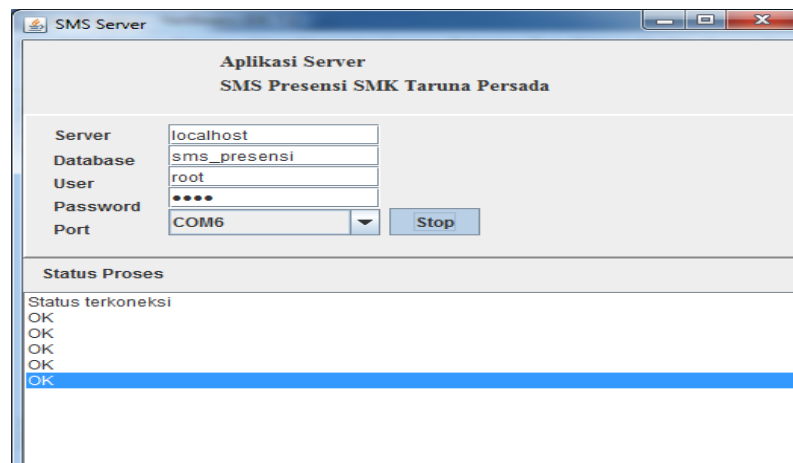 SMS Server
Aplikasi Server
SMS Presensi SMK Taruna Persada
Server localhost
Database sms_presensi
User root
Password ••••
Port COM6 Stop
Status Proses
Status terkoneksi
OK
OK
OK
OK
OK